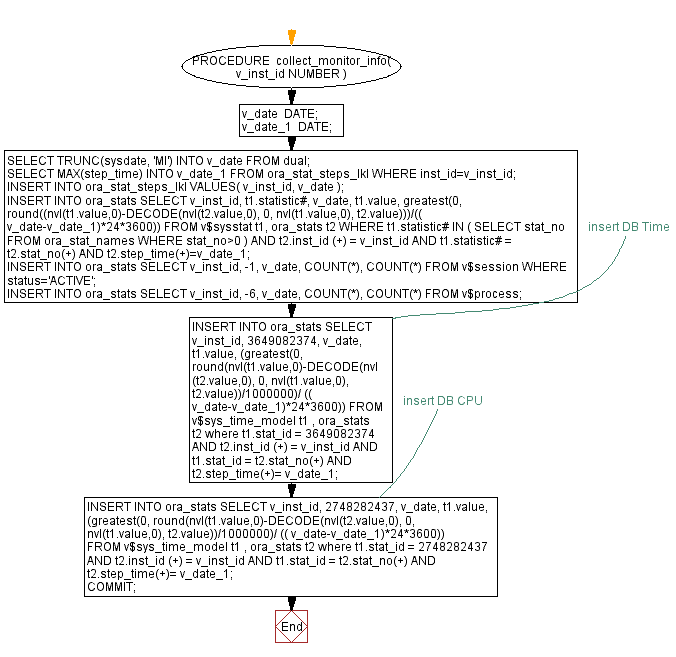 PROCEDURE collect_monitor_info(
v_inst_id NUMBER )
v_date DATE;
v_date_1 DATE;
SELECT TRUNC(sysdate, 'MI') INTO v_date FROM dual;
SELECT MAX(step_time) INTO v_date_1 FROM ora_stat_steps_lkl WHERE inst_id=v_inst_id;
INSERT INTO ora_stat_steps_lkl VALUES( v_inst_id, v_date );
INSERT INTO ora_stats SELECT v_inst_id, t1.statistic#, v_date, t1.value, greatest(0,
round((nvl(t1.value,0)-DECODE(nvl(t2.value,0), 0, nvl(t1.value,0), t2.value)))/((
v_date-v_date_1)*24*3600)) FROM v$sysstat t1, ora_stats t2 WHERE t1.statistic# IN ( SELECT stat_no
FROM ora_stat_names WHERE stat_no>0 ) AND t2.inst_id (+) = v_inst_id AND t1.statistic# =
t2.stat_no(+) AND t2.step_time(+)=v_date_1;
INSERT INTO ora_stats SELECT v_inst_id, -1, v_date, COUNT(*), COUNT(*) FROM v$session WHERE
status='ACTIVE';
INSERT INTO ora_stats SELECT v_inst_id, -6, v_date, COUNT(*), COUNT(*) FROM v$process;
insert DB Time
INSERT INTO ora_stats SELECT
v_inst_id, 3649082374, v_date,
t1.value, (greatest(0,
round(nvl(t1.value,0)-DECODE(nvl
(t2.value,0), 0, nvl(t1.value,0),
t2.value))/1000000)/ ((
v_date-v_date_1)*24*3600)) FROM
v$sys_time_model t1 , ora_stats
t2 where t1.stat_id = 3649082374
AND t2.inst_id (+) = v_inst_id AND
t1.stat_id = t2.stat_no(+) AND
t2.step_time(+)= v_date_1;
insert DB CPU
INSERT INTO ora_stats SELECT v_inst_id, 2748282437, v_date, t1.value,
(greatest(0, round(nvl(t1.value,0)-DECODE(nvl(t2.value,0), 0,
nvl(t1.value,0), t2.value))/1000000)/ (( v_date-v_date_1)*24*3600))
FROM v$sys_time_model t1 , ora_stats t2 where t1.stat_id = 2748282437
AND t2.inst_id (+) = v_inst_id AND t1.stat_id = t2.stat_no(+) AND
t2.step_time(+)= v_date_1;
COMMIT;
End